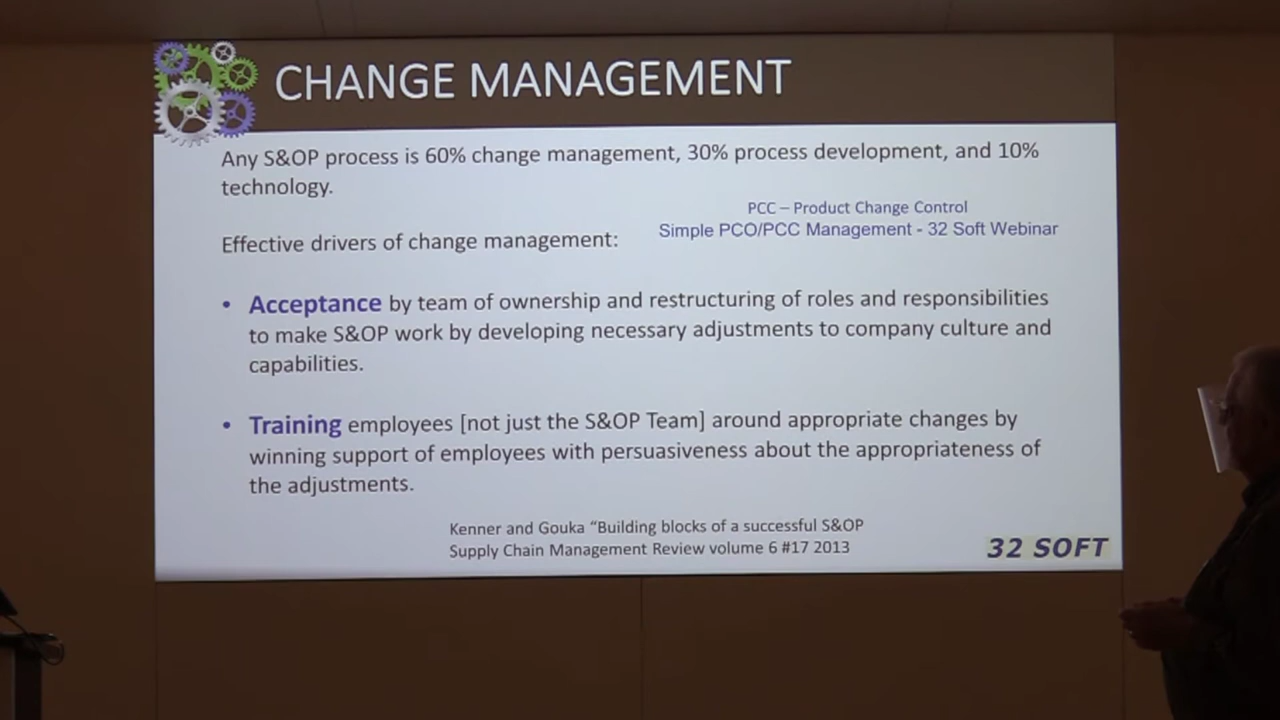 CHANGE MANAGEMENT
Any S&OP process is 60% change management, 30% process development, and 10%
technology.
PCC – Product Change Control
Simple PCO/PCC Management - 32 Soft Webinar
Effective drivers of change management:
• Acceptance by team of ownership and restructuring of roles and responsibilities
to make S&OP work by developing necessary adjustments to company culture and
capabilities.
• Training employees [not just the S&OP Team] around appropriate changes by
winning support of employees with persuasiveness about the appropriateness of
the adjustments.
Kenner and Gouka “Building blocks of a successful S&OP
Supply Chain Management Review volume 6 #17 2013
32 SOFT